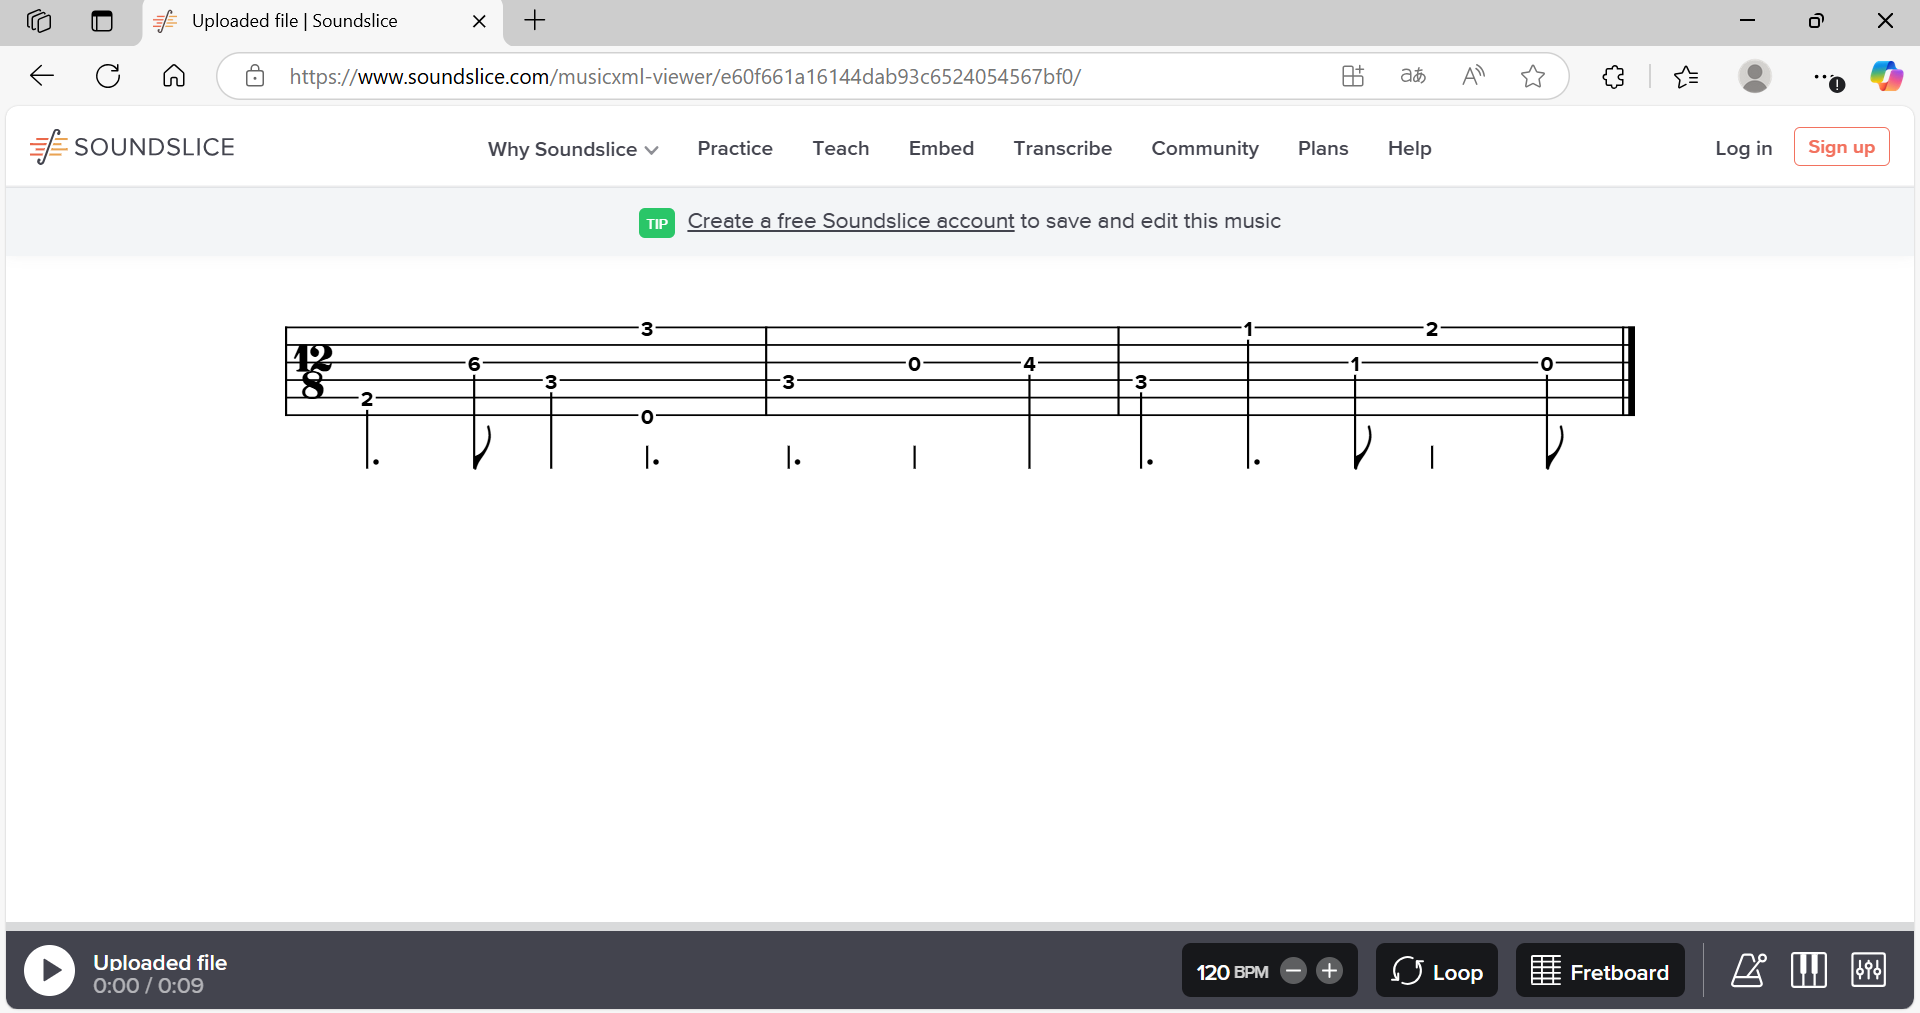 Uploaded file | Soundslice
https://www.soundslice.com/musicxml-viewer/e60f661a16144dab93c6524054567bf0/
SOUNDSLICE
Why Soundslice
Practice
Teach
Embed
Transcribe
Community
Plans
Help
Log in
Sign up
TIP Create a free Soundslice account to save and edit this music
12
8
2
6
3
3
0
3
0
4
3
1
1
2
0
Uploaded file
0:00 / 0:09
120 BPM
Loop
Fretboard